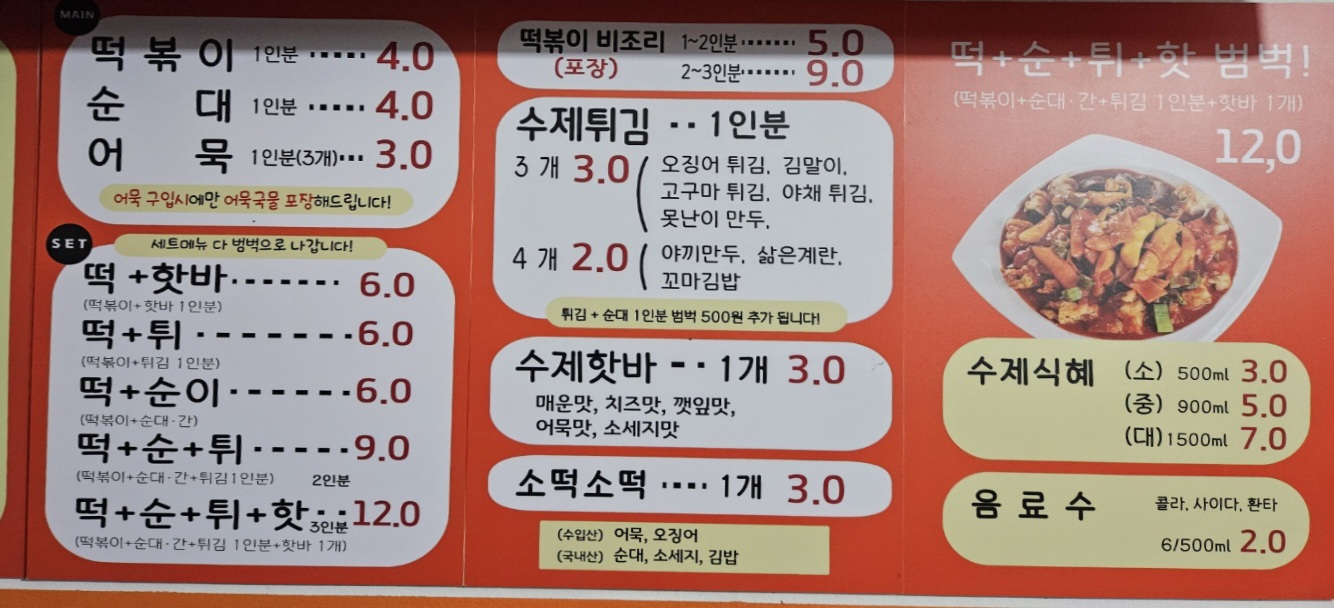 MAIN
떡 볶 이 1인분 ····· 4.0
순 대 1인분 ····· 4.0
어 묵 1인분(3개)··· 3.0
어묵 구입시에만 어묵국물 포장해드립니다!
SET
세트메뉴 다 범벅으로 나갑니다!
떡 +핫바------- 6.0
(떡볶이+핫바 1인분)
떡+튀 ------- 6.0
(떡볶이+튀김 1인분)
떡+순이------ 6.0
(떡볶이+순대·간)
떡+순+튀----- 9.0
(떡볶이+순대·간+튀김1인분) 2인분
떡+순+튀+핫··· 3인분 12.0
(떡볶이+순대·간+튀김 1인분+핫바 1개)
떡볶이 비조리 1~2인분······ 5.0
(포장) 2~3인분······ 9.0
수제튀김 ·· 1인분
3 개 3.0 ( 오징어 튀김, 김말이,
고구마 튀김, 야채 튀김,
못난이 만두,
4 개 2.0 ( 야끼만두, 삶은계란,
꼬마김밥
튀김 + 순대 1인분 범벅 500원 추가 됩니다!
수제핫바 -· 1개 3.0
매운맛, 치즈맛, 깻잎맛,
어묵맛, 소세지맛
소떡소떡 ···· 1개 3.0
(수입산) 어묵, 오징어
(국내산) 순대, 소세지, 김밥
떡+순+튀+핫 범벅!
(떡볶이+순대·간+튀김 1인분+핫바 1개)
12,0
수제식혜 (소) 500ml 3.0
(중) 900ml 5.0
(대) 1500ml 7.0
음 료 수 콜라, 사이다, 환타
6/500ml 2.0